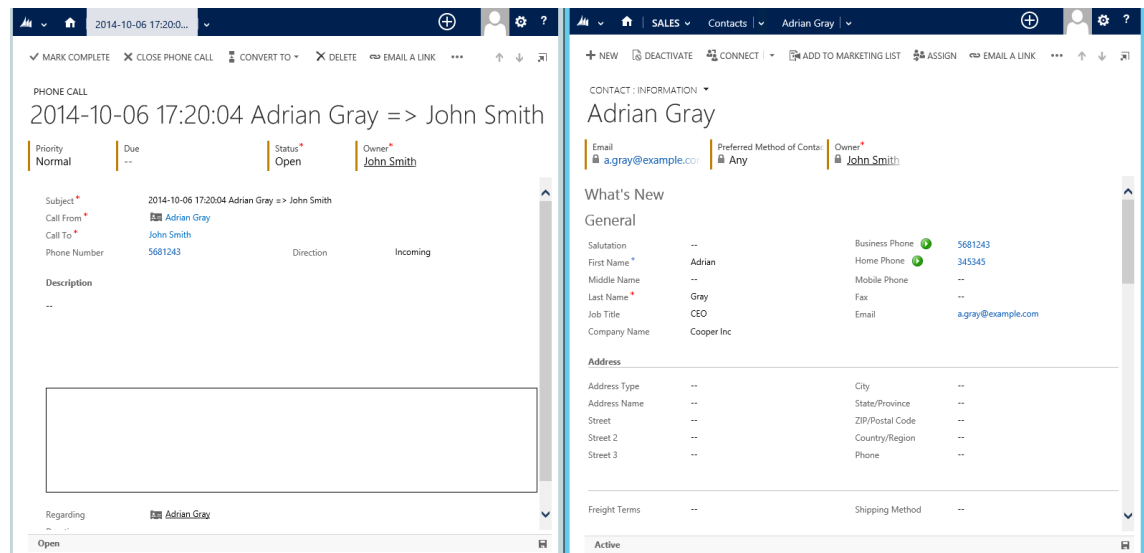 2014-10-06 17:20:0...
?
MARK COMPLETE CLOSE PHONE CALL CONVERT TO DELETE EMAIL A LINK ...
PHONE CALL
2014-10-06 17:20:04 Adrian Gray => John Smith
Priority Due Status* Owner*
Normal -- Open John Smith
Subject* 2014-10-06 17:20:04 Adrian Gray => John Smith
Call From* Adrian Gray
Call To* John Smith
Phone Number 5681243 Direction Incoming
Description
--
Regarding Adrian Gray
Open
SALES Contacts Adrian Gray
?
NEW DEACTIVATE CONNECT ADD TO MARKETING LIST ASSIGN EMAIL A LINK ...
CONTACT : INFORMATION
Adrian Gray
Email Preferred Method of Contac Owner*
a.gray@example.co Any John Smith
What's New
General
Salutation -- Business Phone 5681243
First Name* Adrian Home Phone 345345
Middle Name -- Mobile Phone --
Last Name* Gray Fax --
Job Title CEO Email a.gray@example.com
Company Name Cooper Inc
Address
Address Type -- City --
Address Name -- State/Province --
Street -- ZIP/Postal Code --
Street 2 -- Country/Region --
Street 3 -- Phone --
Freight Terms -- Shipping Method --
Active